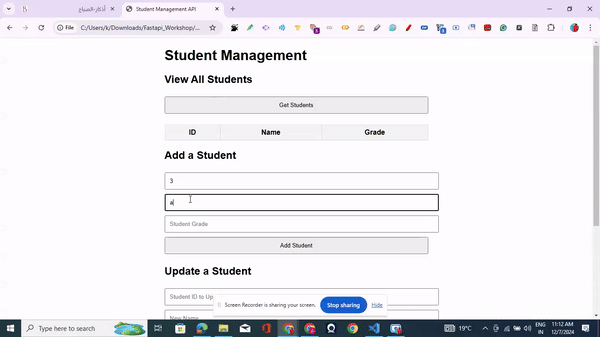 أذكار-الصباح
Student Management API
File
C:/Users/k/Downloads/Fastapi_Workshop/...
Student Management
View All Students
Get Students
ID Name Grade
Add a Student
3
a
Student Grade
Add Student
Update a Student
Student ID to Up
New Name
Screen Recorder is sharing your screen.
Stop sharing
Hide
Type here to search
19°C
ENG
IN
11:12 AM
12/7/2024